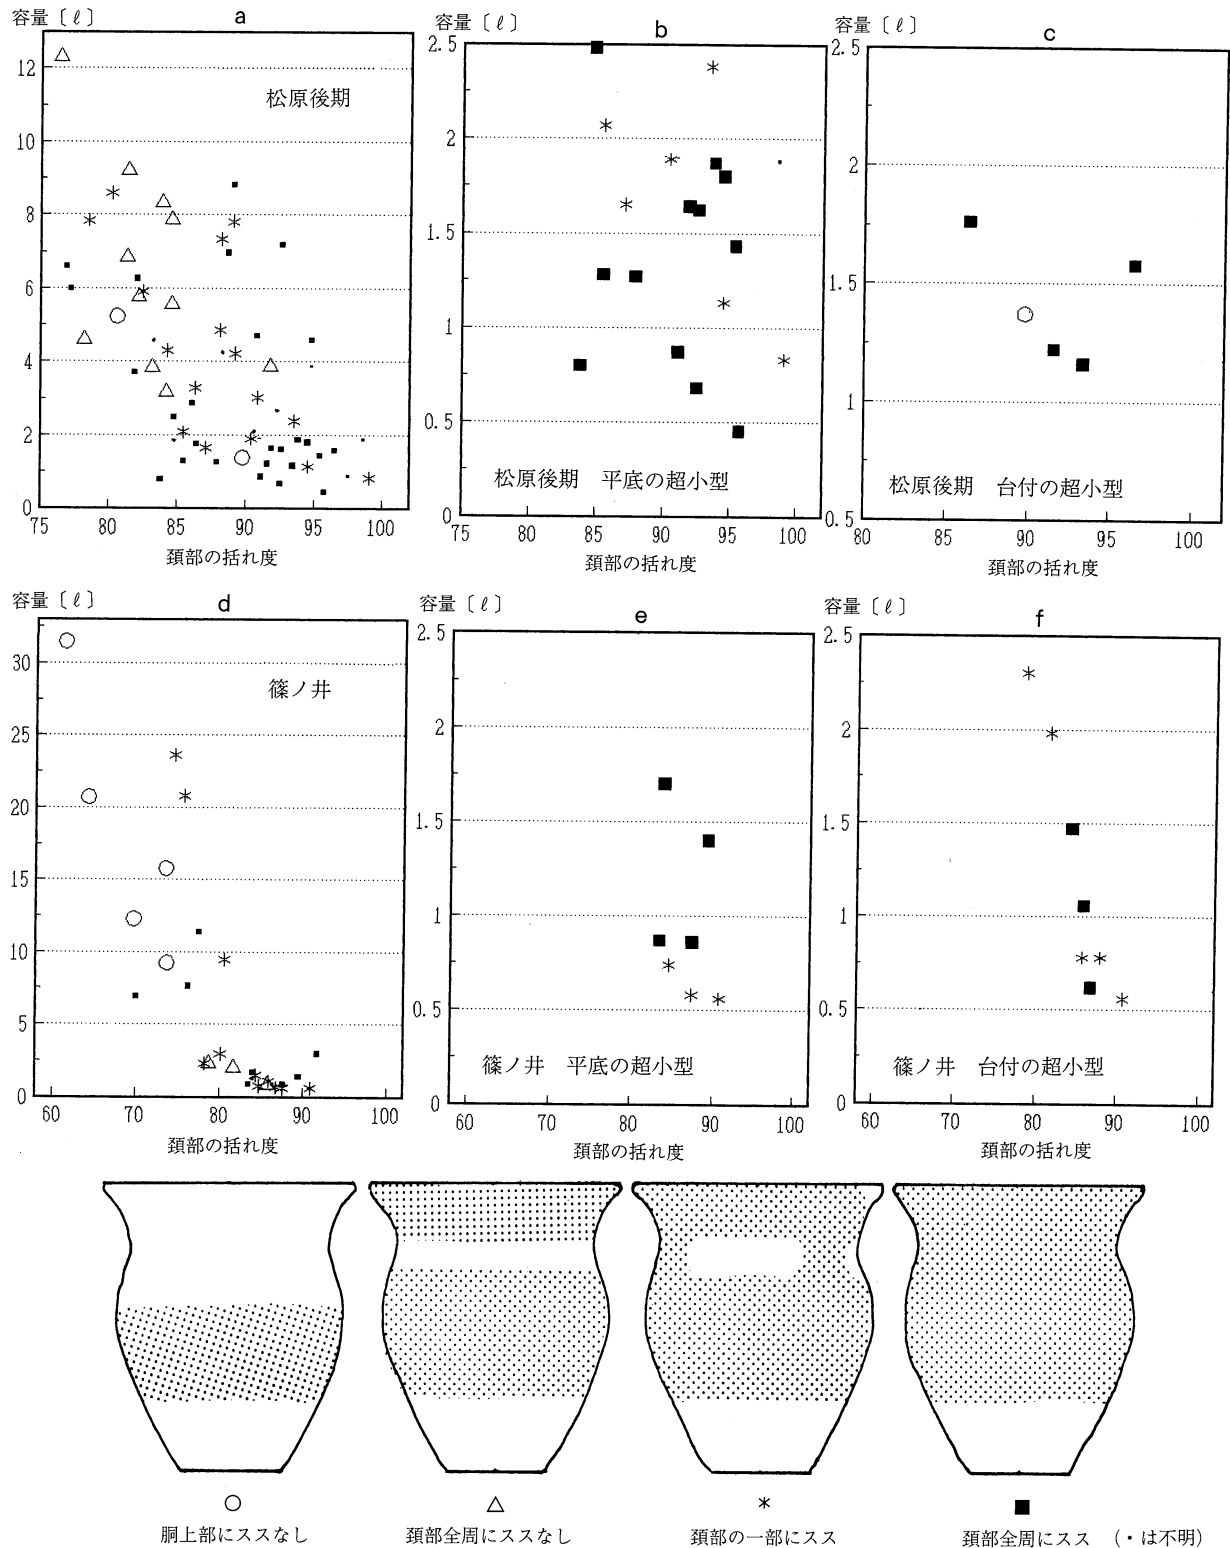 容量〔ℓ〕 a
12
10
8
6
4
2
0
75 80 85 90 95 100
松原後期
頚部の括れ度
容量〔ℓ〕 b
2.5
2
1.5
1
0.5
0
75 80 85 90 95 100
松原後期 平底の超小型
頚部の括れ度
容量〔ℓ〕 c
2.5
2
1.5
1
0.5
80 85 90 95 100
松原後期 台付の超小型
頚部の括れ度
容量〔ℓ〕 d
30
25
20
15
10
5
0
60 70 80 90 100
篠ノ井
頚部の括れ度
容量〔ℓ〕 e
2.5
2
1.5
1
0.5
0
60 70 80 90 100
篠ノ井 平底の超小型
頚部の括れ度
容量〔ℓ〕 f
2.5
2
1.5
1
0.5
0
60 70 80 90 100
篠ノ井 台付の超小型
頚部の括れ度
○ △ * ■
胴上部にススなし 頚部全周にススなし 頚部の一部にスス 頚部全周にスス (・は不明)